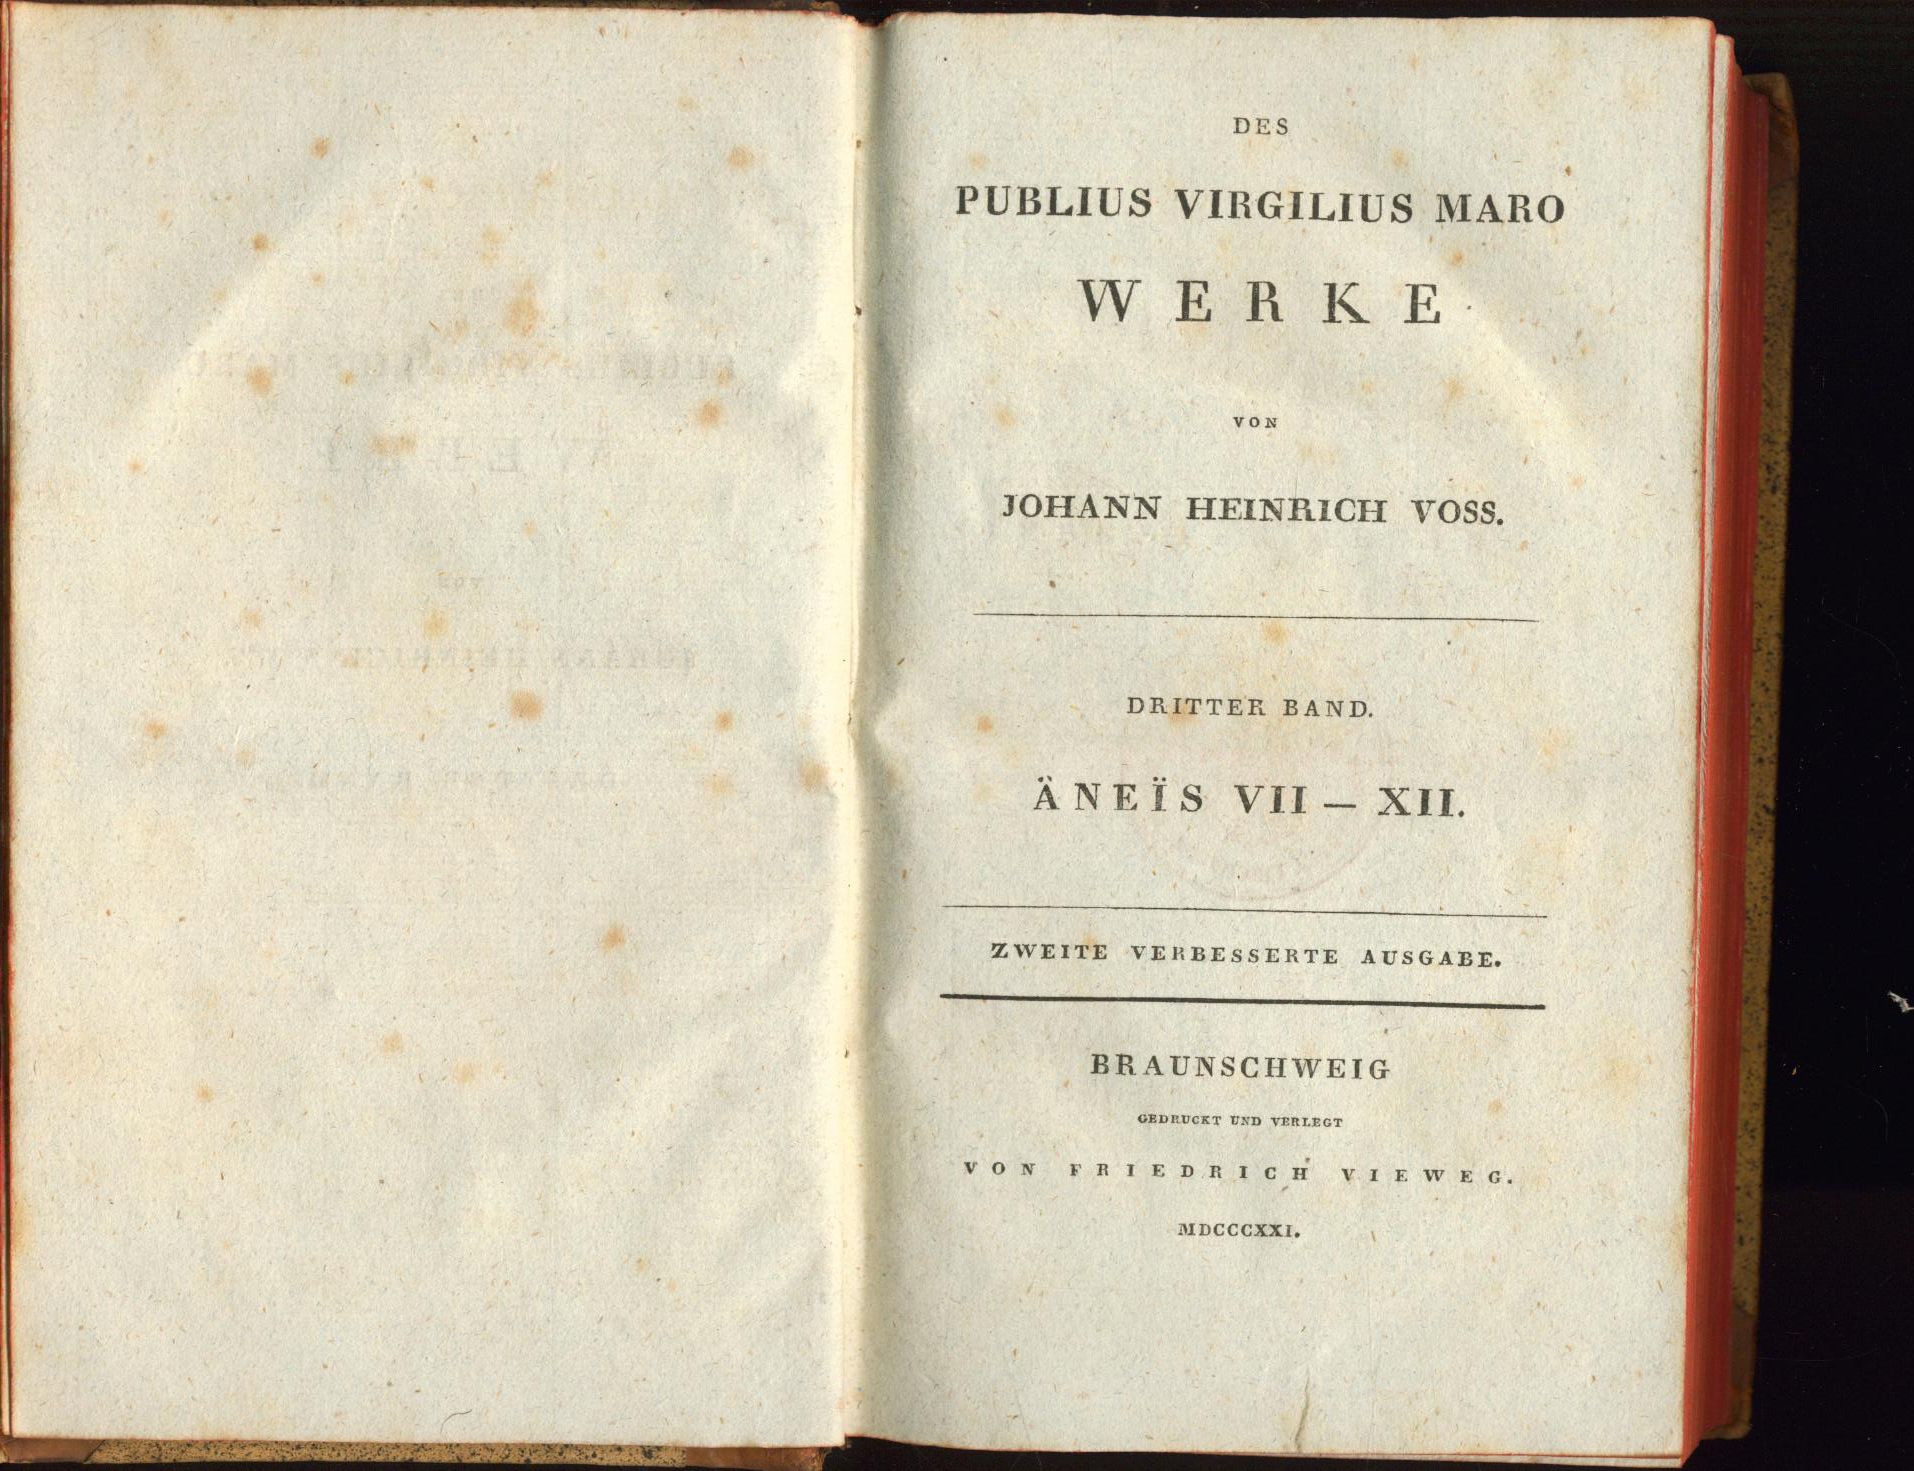 DES
PUBLIUS VIRGILIUS MARO
WERKE
VON
JOHANN HEINRICH VOSS.
DRITTER BAND.
ÄNEÏS VII — XII.
ZWEITE VERBESSERTE AUSGABE.
BRAUNSCHWEIG
GEDRUCKT UND VERLEGT
VON FRIEDRICH VIEWEG.
MDCCCXXI.